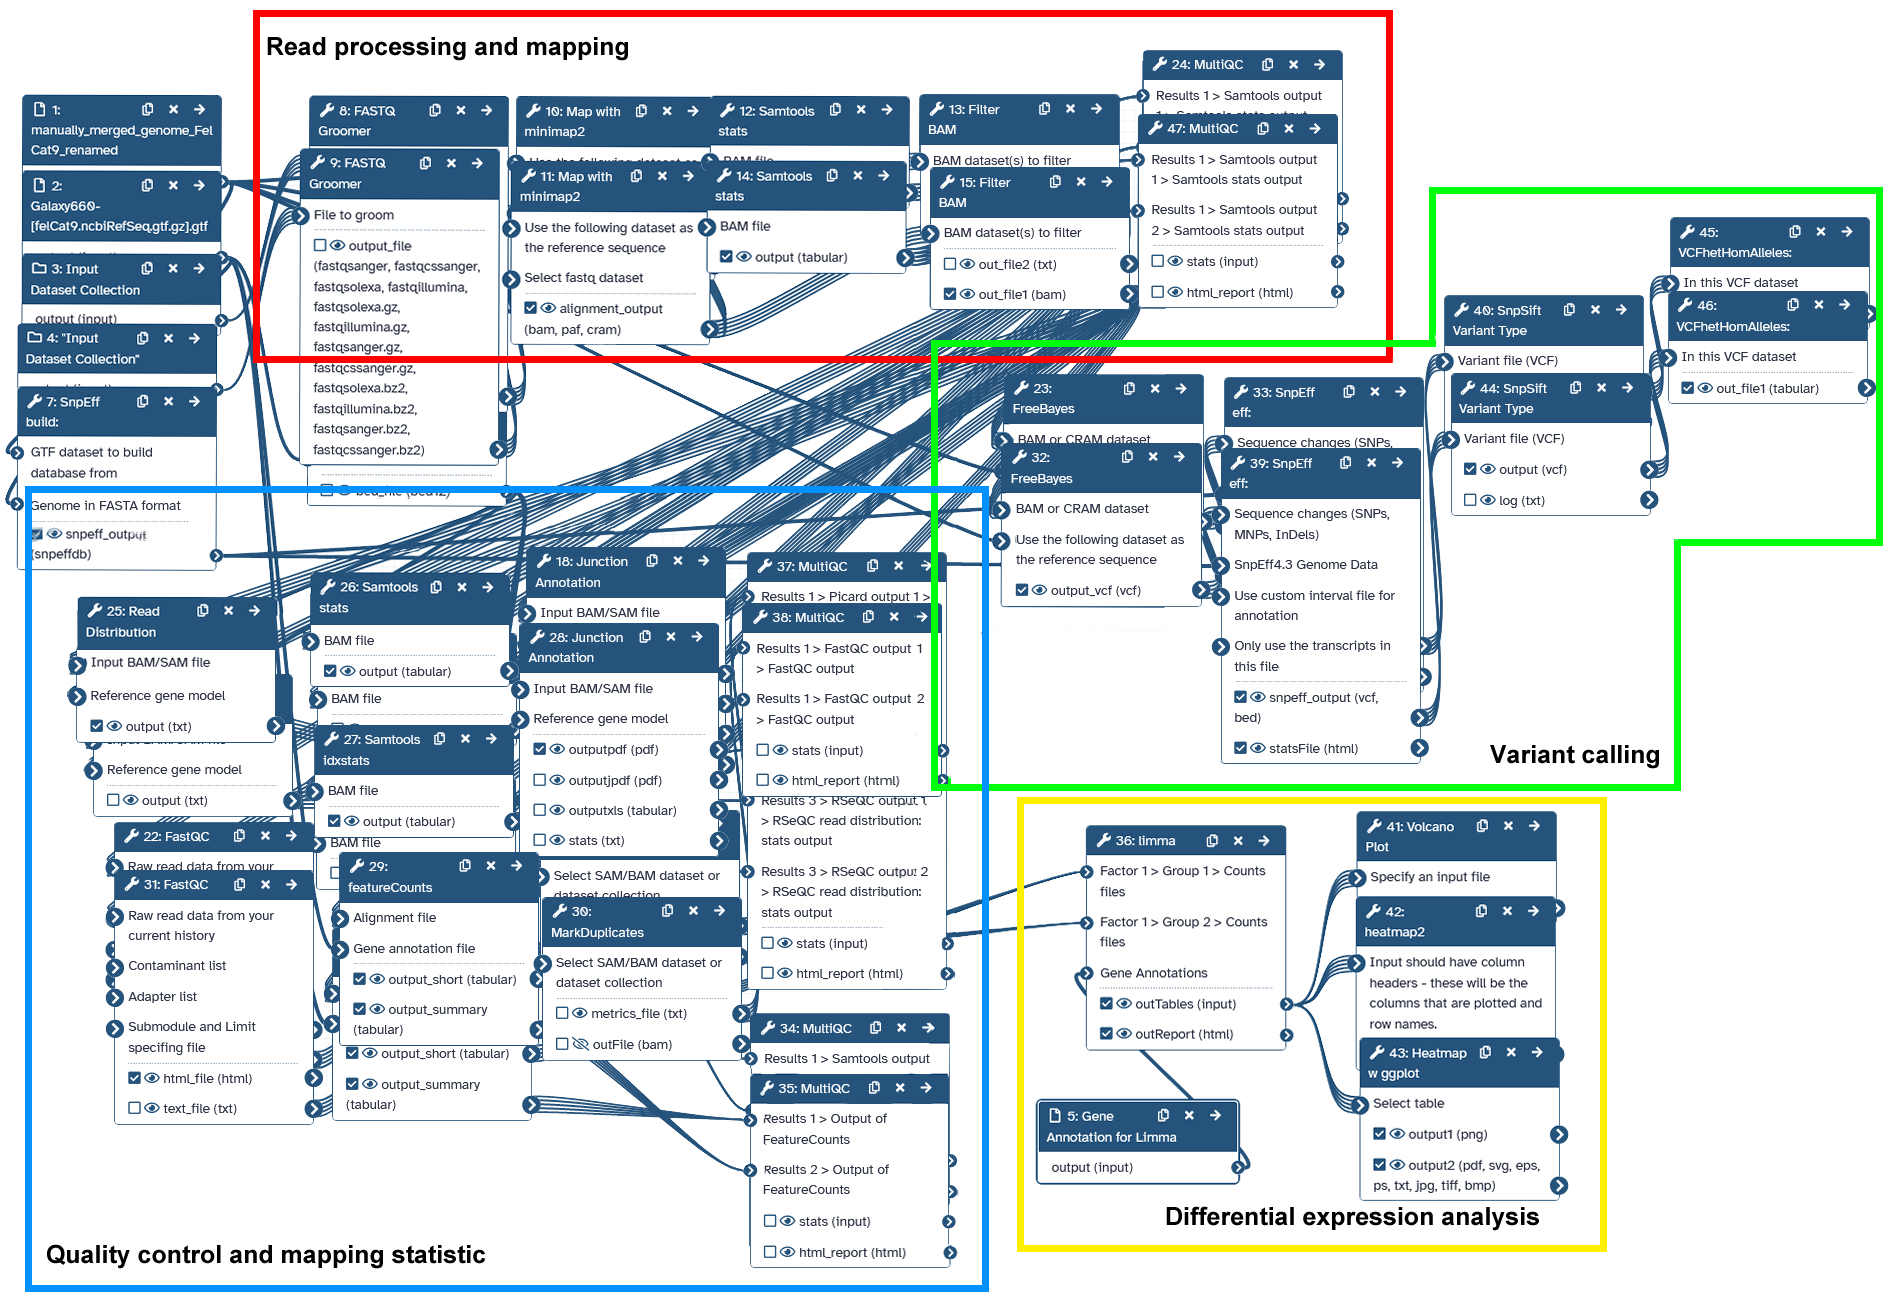 Read processing and mapping
1:
manually_merged_genome_Fel
Cat9_renamed
2:
Galaxy660-
[felCat9.ncbiRefSeq.gtf.gz].gtf
3: Input
Dataset Collection
output (input)
4: "Input
Dataset Collection"
7: SnpEff
build:
GTF dataset to build
database from
Genome in FASTA format
snpeff_output
(snpeffdb)
8: FASTQ
Groomer
9: FASTQ
Groomer
File to groom
output_file
(fastqsanger, fastqcssanger,
fastqsolexa, fastqillumina,
fastqsolexa.gz,
fastqillumina.gz,
fastqsanger.gz,
fastqcssanger.gz,
fastqsolexa.bz2,
fastqillumina.bz2,
fastqsanger.bz2,
fastqcssanger.bz2)
bed_file (bed12)
10: Map with
minimap2
11: Map with
minimap2
Use the following dataset as
the reference sequence
Select fastq dataset
alignment_output
(bam, paf, cram)
12: Samtools
stats
BAM file
14: Samtools
stats
BAM file
output (tabular)
13: Filter
BAM
BAM dataset(s) to filter
15: Filter
BAM
BAM dataset(s) to filter
out_file2 (txt)
out_file1 (bam)
24: MultiQC
Results 1 > Samtools output
47: MultiQC
Results 1 > Samtools output
1 > Samtools stats output
Results 1 > Samtools output
2 > Samtools stats output
stats (input)
html_report (html)
23:
FreeBayes
BAM or CRAM dataset
32:
FreeBayes
BAM or CRAM dataset
Use the following dataset as
the reference sequence
output_vcf (vcf)
33: SnpEff
eff:
Sequence changes (SNPs,
39: SnpEff
eff:
Sequence changes (SNPs,
MNPs, InDels)
SnpEff4.3 Genome Data
Use custom interval file for
annotation
Only use the transcripts in
this file
snpeff_output (vcf,
bed)
statsFile (html)
40: SnpSift
Variant Type
Variant file (VCF)
44: SnpSift
Variant Type
Variant file (VCF)
output (vcf)
log (txt)
45:
VCFhetHomAlleles:
In this VCF dataset
46:
VCFhetHomAlleles:
In this VCF dataset
out_file1 (tabular)
Variant calling
25: Read
Distribution
Input BAM/SAM file
Reference gene model
output (txt)
Reference gene model
output (txt)
22: FastQC
Raw read data from your
31: FastQC
Raw read data from your
current history
Contaminant list
Adapter list
Submodule and Limit
specifing file
html_file (html)
text_file (txt)
26: Samtools
stats
BAM file
output (tabular)
BAM file
27: Samtools
idxstats
BAM file
output (tabular)
BAM file
29:
featureCounts
Alignment file
Gene annotation file
output_short (tabular)
output_summary
(tabular)
output_short (tabular)
output_summary
(tabular)
18: Junction
Annotation
Input BAM/SAM file
28: Junction
Annotation
Input BAM/SAM file
Reference gene model
outputpdf (pdf)
outputjpdf (pdf)
outputxls (tabular)
stats (txt)
Select SAM/BAM dataset or
dataset collection
30:
MarkDuplicates
Select SAM/BAM dataset or
dataset collection
metrics_file (txt)
outFile (bam)
37: MultiQC
Results 1 > Picard output 1 >
38: MultiQC
Results 1 > FastQC output 1
> FastQC output
Results 1 > FastQC output 2
> FastQC output
stats (input)
html_report (html)
Results 3 > RSeQC output 1
> RSeQC read distribution:
stats output
Results 3 > RSeQC output 2
> RSeQC read distribution:
stats output
stats (input)
html_report (html)
34: MultiQC
Results 1 > Samtools output
35: MultiQC
Results 1 > Output of
FeatureCounts
Results 2 > Output of
FeatureCounts
stats (input)
html_report (html)
Quality control and mapping statistic
36: limma
Factor 1 > Group 1 > Counts
files
Factor 1 > Group 2 > Counts
files
Gene Annotations
outTables (input)
outReport (html)
5: Gene
Annotation for Limma
output (input)
41: Volcano
Plot
Specify an input file
42:
heatmap2
Input should have column
headers - these will be the
columns that are plotted and
row names.
43: Heatmap
w ggplot
Select table
output1 (png)
output2 (pdf, svg, eps,
ps, txt, jpg, tiff, bmp)
Differential expression analysis